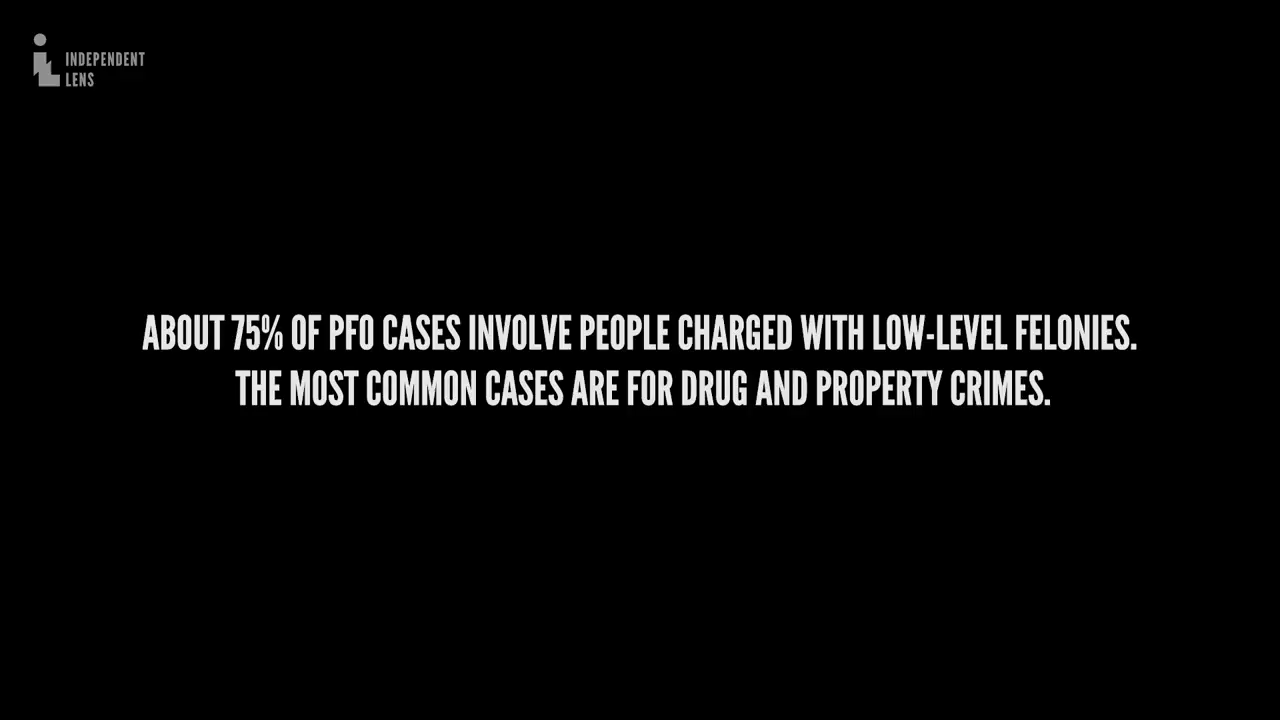 INDEPENDENT
LENS
ABOUT 75% OF PFO CASES INVOLVE PEOPLE CHARGED WITH LOW-LEVEL FELONIES.
THE MOST COMMON CASES ARE FOR DRUG AND PROPERTY CRIMES.